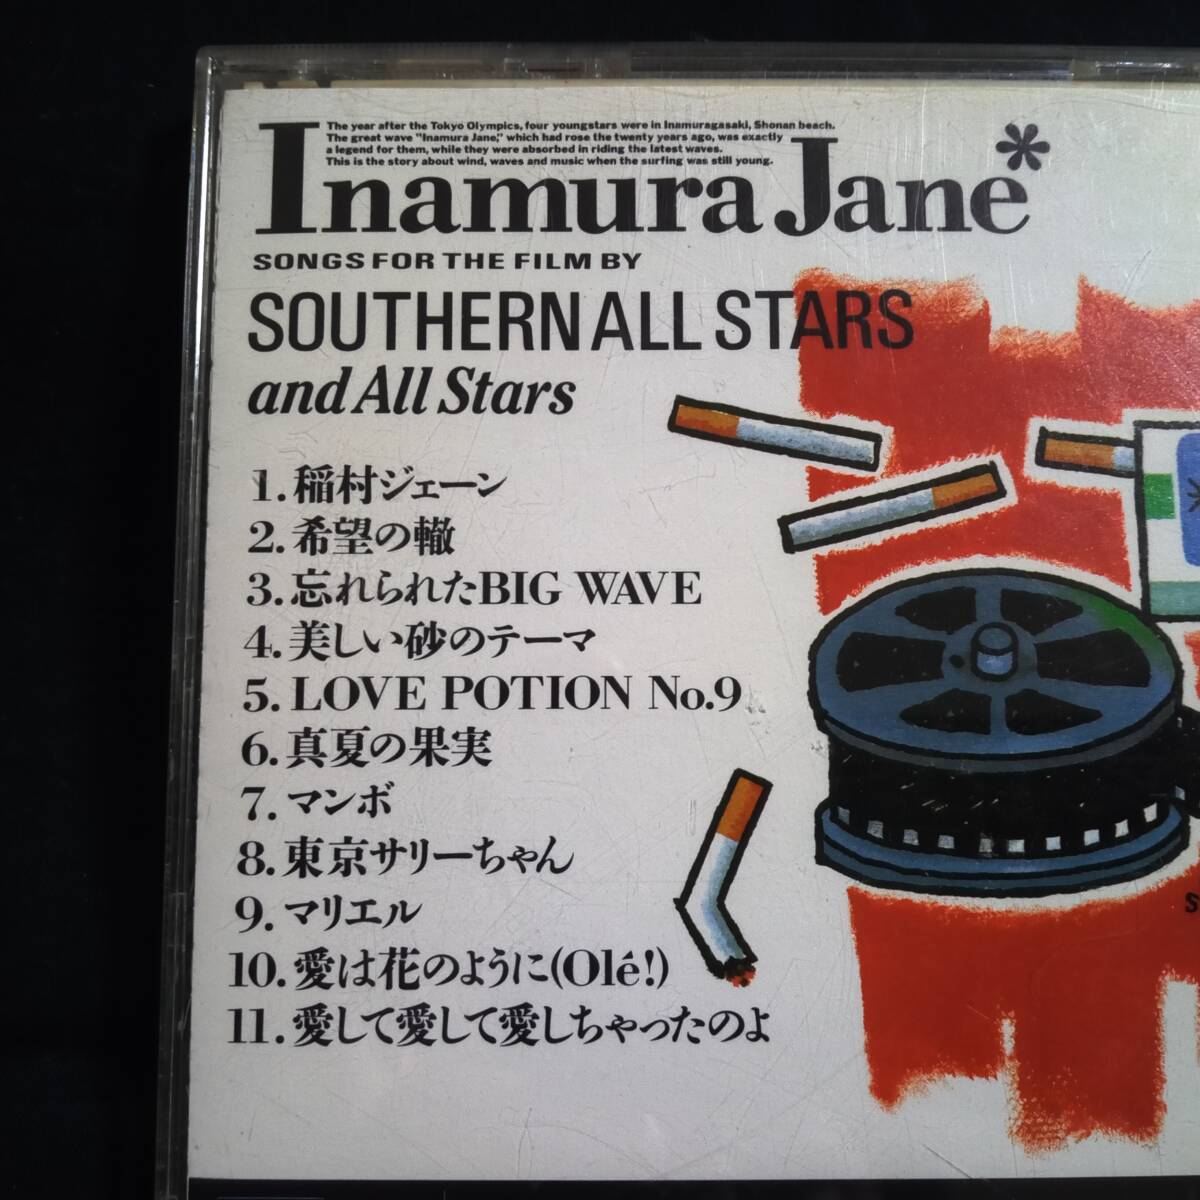 The year after the Tokyo Olympics, four youngstars were in Inamuragasaki, Shonan beach.
The great wave "Inamura Jane," which had rose the twenty years ago, was exactly
a legend for them, while they were absorbed in riding the latest waves.
This is the story about wind, waves and music when the surfing was still young.
Inamura Jane*
SONGS FOR THE FILM BY
SOUTHERN ALL STARS
and All Stars
1. 稲村ジェーン
2. 希望の轍
3. 忘れられたBIG WAVE
4. 美しい砂のテーマ
5. LOVE POTION No.9
6. 真夏の果実
7. マンボ
8. 東京サリーちゃん
9. マリエル
10. 愛は花のように(Olé!)
11. 愛して愛して愛しちゃったのよ